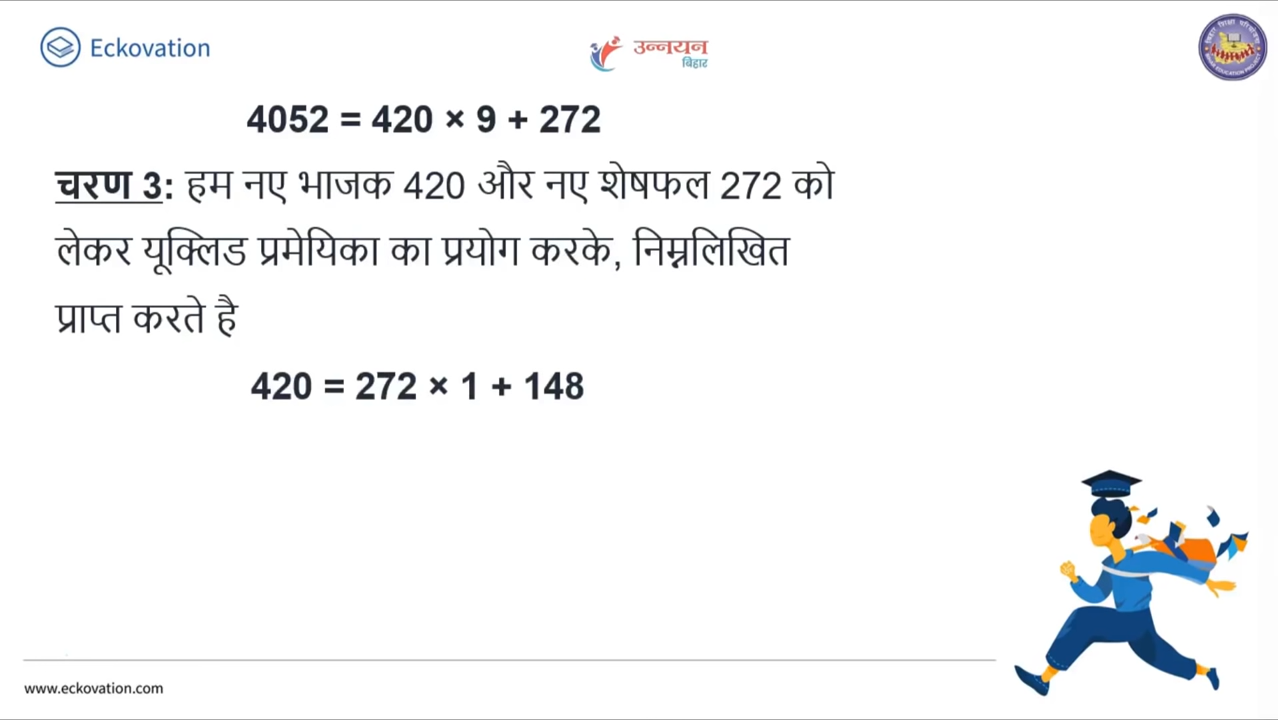 Eckovation
उन्नयन
बिहार
4052 = 420 × 9 + 272
चरण 3: हम नए भाजक 420 और नए शेषफल 272 को
लेकर यूक्लिड प्रमेयिका का प्रयोग करके, निम्नलिखित
प्राप्त करते है
420 = 272 × 1 + 148
www.eckovation.com